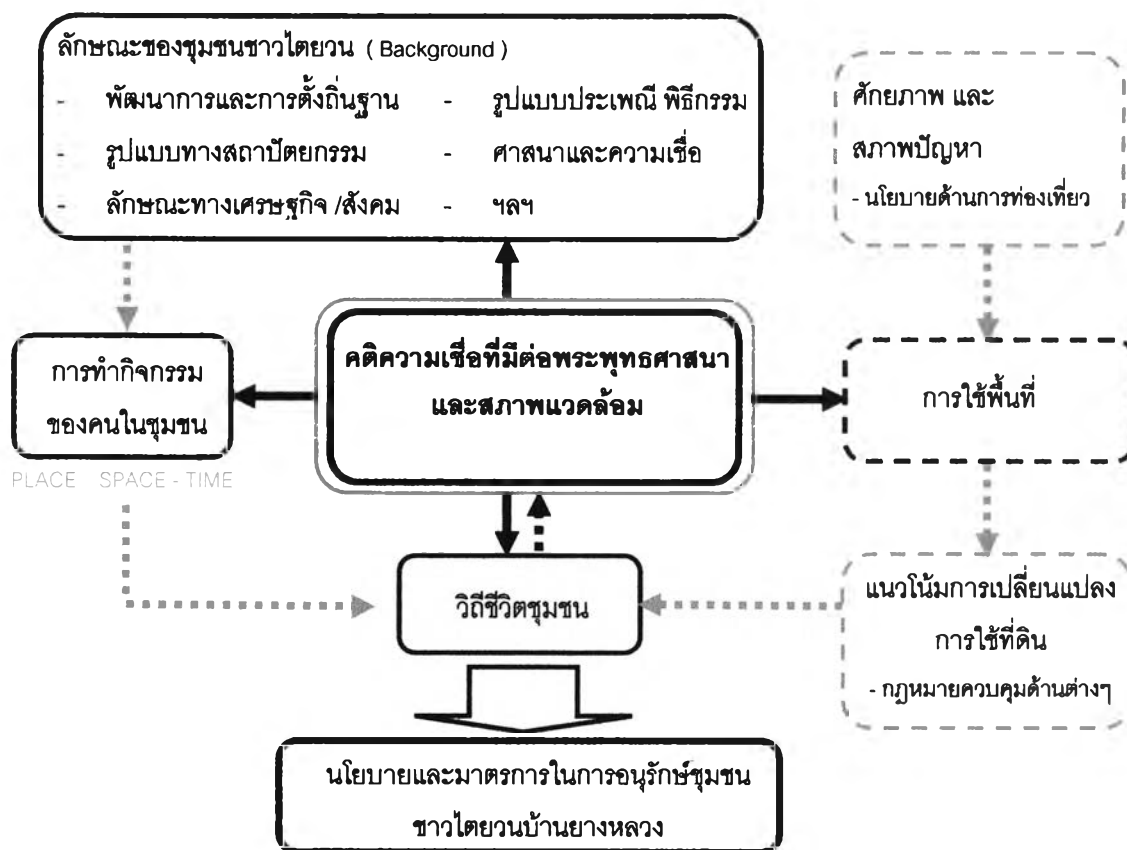 ลักษณะของชุมชนชาวไตยวน ( Background )
- พัฒนาการและการตั้งถิ่นฐาน - รูปแบบประเพณี พิธีกรรม
- รูปแบบทางสถาปัตยกรรม - ศาสนาและความเชื่อ
- ลักษณะทางเศรษฐกิจ /สังคม - ฯลฯ
ศักยภาพ และ
สภาพปัญหา
- นโยบายด้านการท่องเที่ยว
การทำกิจกรรม
ของคนในชุมชน
PLACE SPACE - TIME
คติความเชื่อที่มีต่อพระพุทธศาสนา
และสภาพแวดล้อม
การใช้พื้นที่
วิถีชีวิตชุมชน
แนวโน้มการเปลี่ยนแปลง
การใช้ที่ดิน
- กฎหมายควบคุมด้านต่างๆ
นโยบายและมาตรการในการอนุรักษ์ชุมชน
ชาวไตยวนบ้านยางหลวง